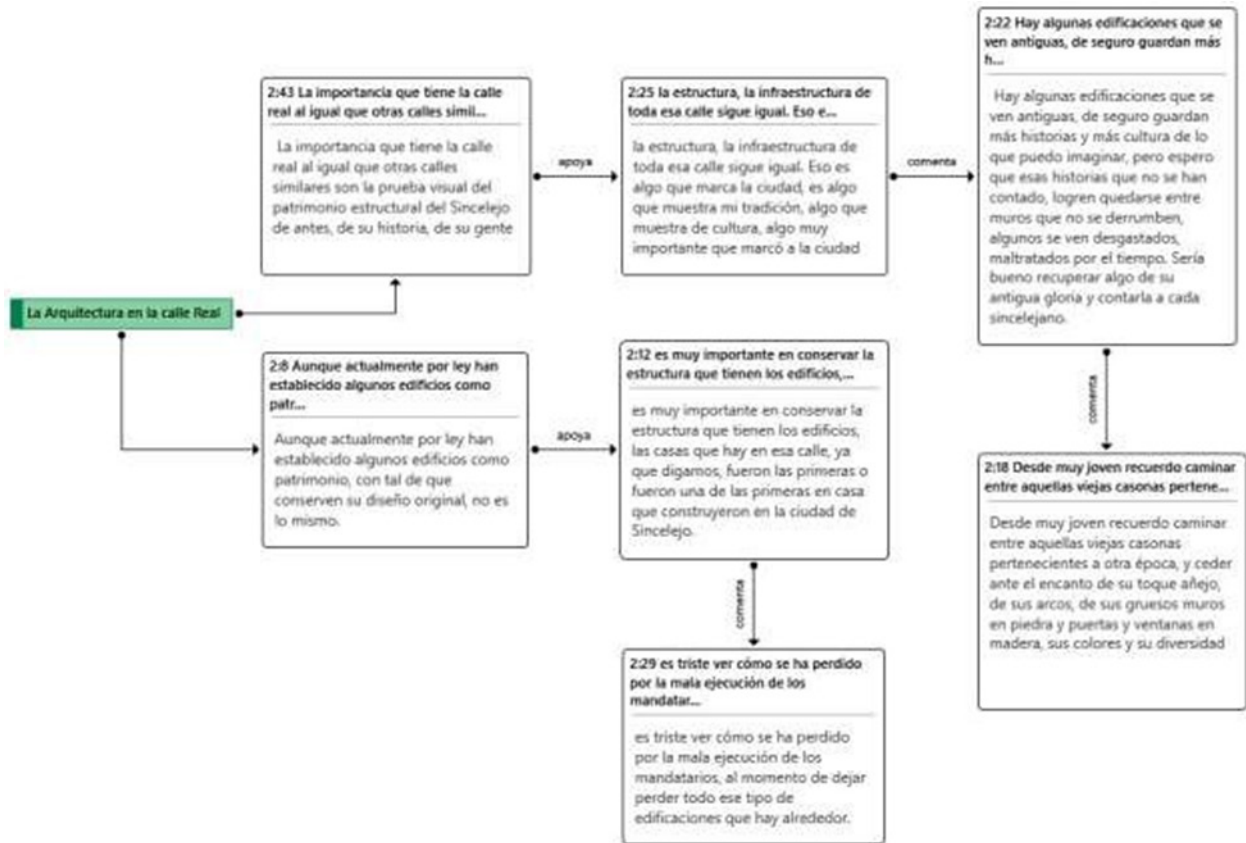 La Arquitectura en la calle Real
2:43 La importancia que tiene la calle
real al igual que otras calles simil...
La importancia que tiene la calle
real al igual que otras calles
similares son la prueba visual del
patrimonio estructural del Sincelejo
de antes, de su historia, de su gente
apoya
2:25 la estructura, la infraestructura de
toda esa calle sigue igual. Eso e...
la estructura, la infraestructura de
toda esa calle sigue igual. Eso es
algo que marca la ciudad, es algo
que muestra mi tradición, algo que
muestra de cultura, algo muy
importante que marcó a la ciudad
comenta
2:22 Hay algunas edificaciones que se
ven antiguas, de seguro guardan más
h...
Hay algunas edificaciones que se
ven antiguas, de seguro guardan
más historias y más cultura de lo
que puedo imaginar, pero espero
que esas historias que no se han
contado, logren quedarse entre
muros que no se derrumben,
algunos se ven desgastados,
maltratados por el tiempo. Sería
bueno recuperar algo de su
antigua gloria y contarla a cada
sincelejano.
comenta
2:18 Desde muy joven recuerdo caminar
entre aquellas viejas casonas pertene...
Desde muy joven recuerdo caminar
entre aquellas viejas casonas
pertenecientes a otra época, y ceder
ante el encanto de su toque añejo,
de sus arcos, de sus gruesos muros
en piedra y puertas y ventanas en
madera, sus colores y su diversidad
2:8 Aunque actualmente por ley han
establecido algunos edificios como
patr...
Aunque actualmente por ley han
establecido algunos edificios como
patrimonio, con tal de que
conserven su diseño original, no es
lo mismo.
apoya
2:12 es muy importante en conservar la
estructura que tienen los edificios,...
es muy importante en conservar la
estructura que tienen los edificios,
las casas que hay en esa calle, ya
que digamos, fueron las primeras o
fueron una de las primeras en casa
que construyeron en la ciudad de
Sincelejo.
comenta
2:29 es triste ver cómo se ha perdido
por la mala ejecución de los
mandatar...
es triste ver cómo se ha perdido
por la mala ejecución de los
mandatarios, al momento de dejar
perder todo ese tipo de
edificaciones que hay alrededor.